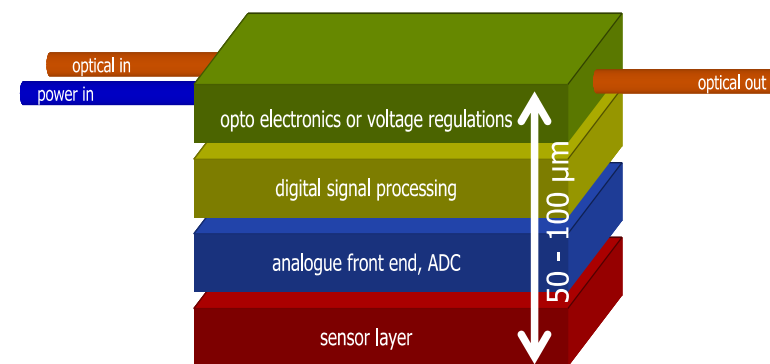 optical in
power in
optical out
opto electronics or voltage regulations
digital signal processing
analogue front end, ADC
sensor layer
50 - 100 µm